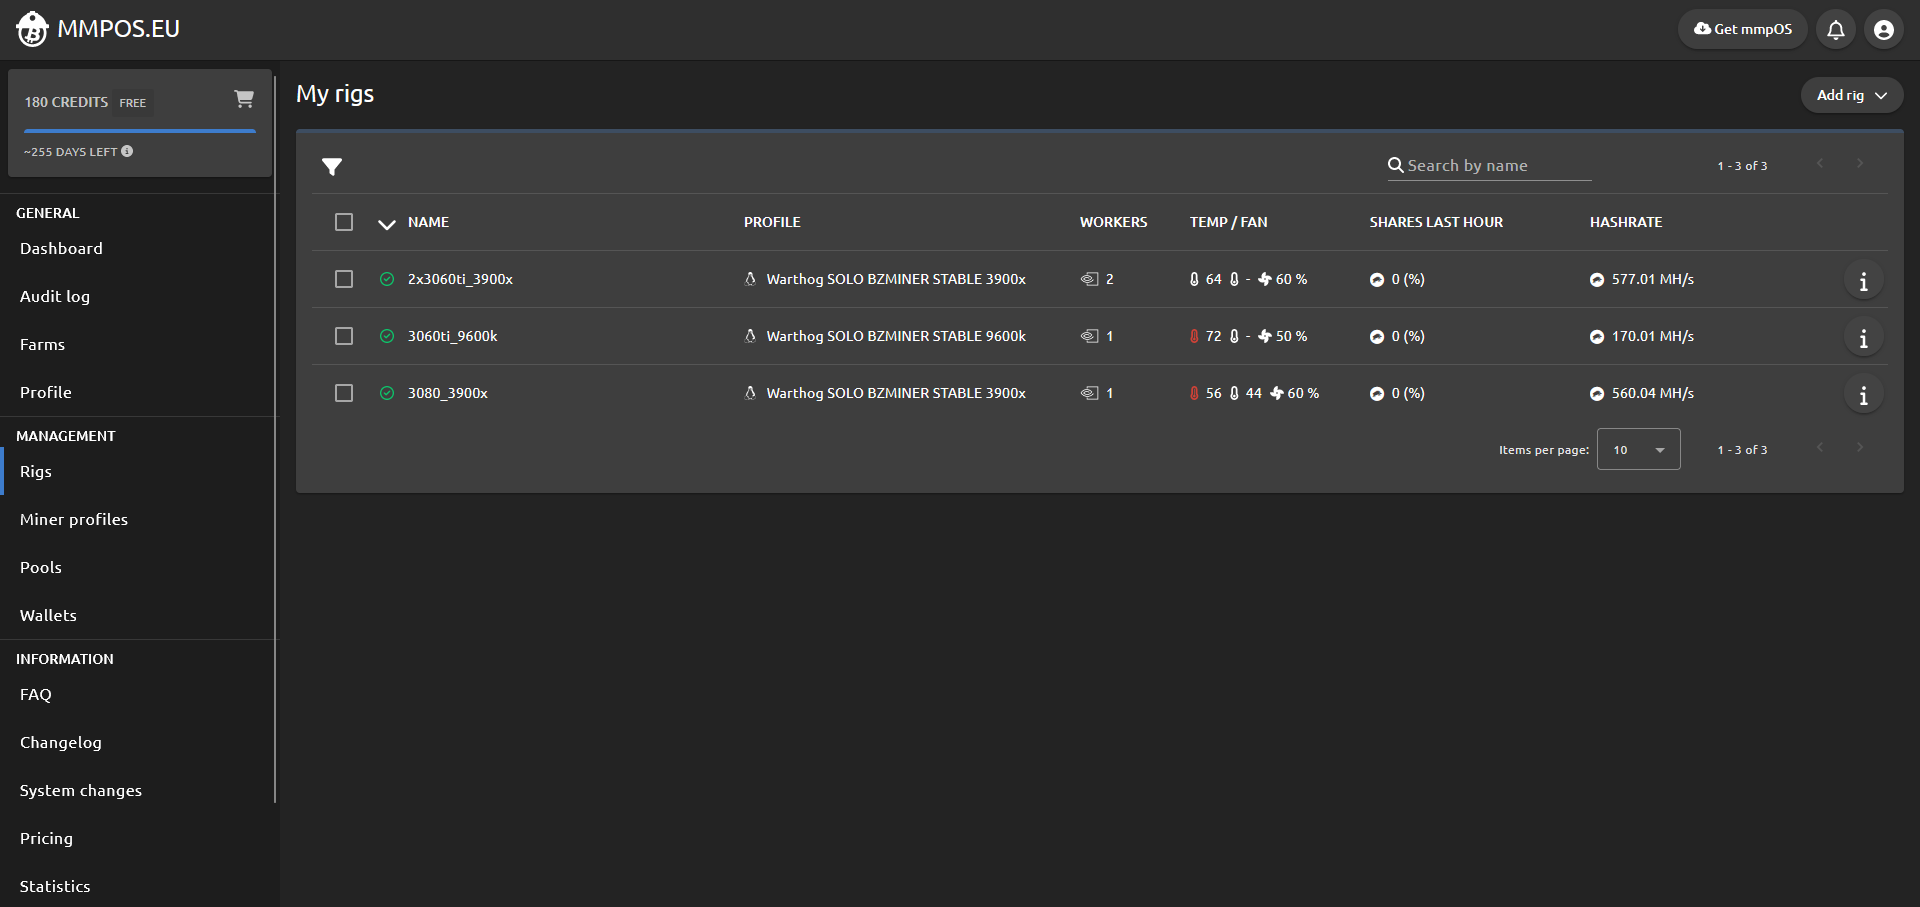 MMPOS.EU
Get mmpOS
180 CREDITS FREE
~255 DAYS LEFT
GENERAL
Dashboard
Audit log
Farms
Profile
MANAGEMENT
Rigs
Miner profiles
Pools
Wallets
INFORMATION
FAQ
Changelog
System changes
Pricing
Statistics
My rigs
Add rig
Search by name
1 - 3 of 3
NAME PROFILE WORKERS TEMP / FAN SHARES LAST HOUR HASHRATE
2x3060ti_3900x Warthog SOLO BZMINER STABLE 3900x 2 64 - 60 % 0 (%) 577.01 MH/s
3060ti_9600k Warthog SOLO BZMINER STABLE 9600k 1 72 - 50 % 0 (%) 170.01 MH/s
3080_3900x Warthog SOLO BZMINER STABLE 3900x 1 56 44 60 % 0 (%) 560.04 MH/s
Items per page: 10 1 - 3 of 3